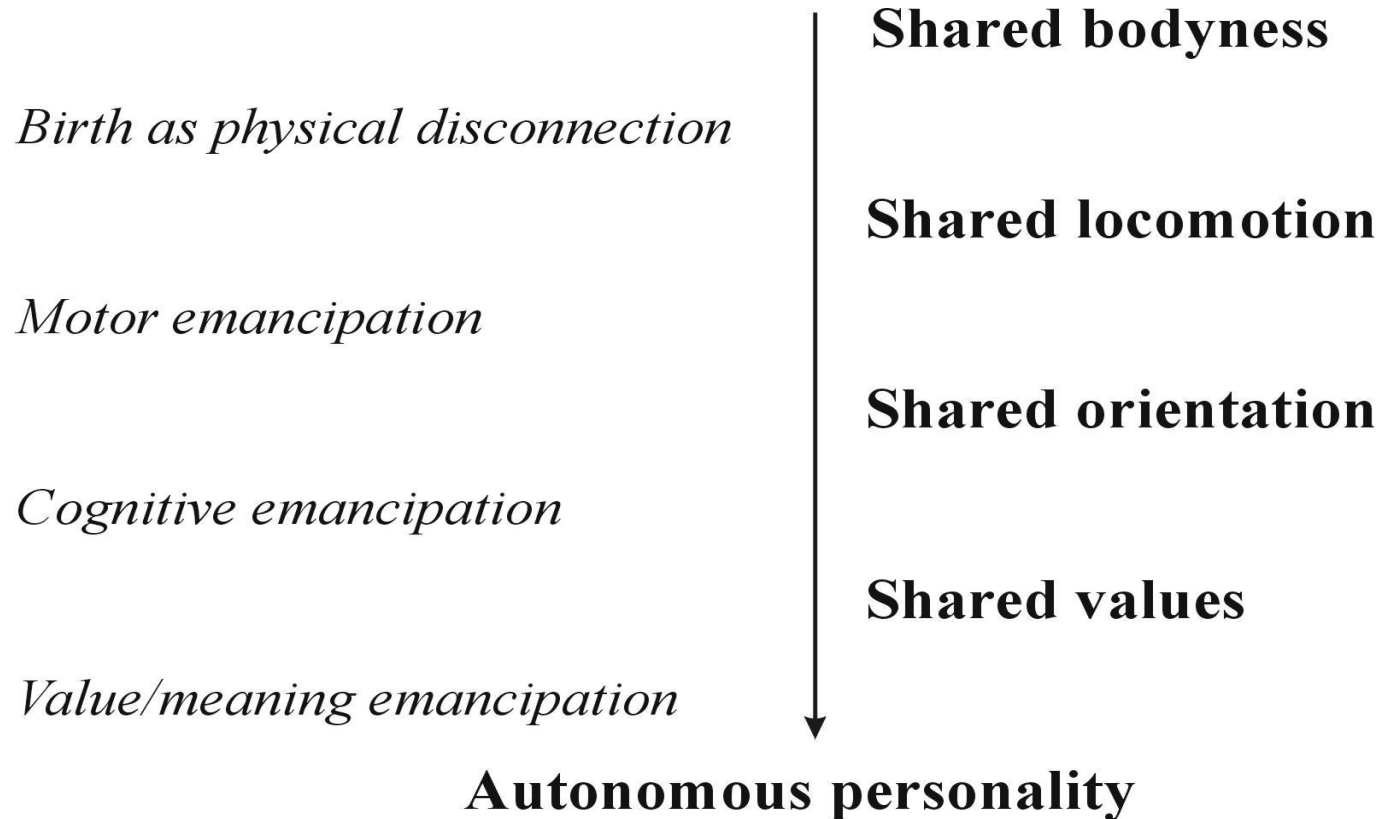 Shared bodyness
Birth as physical disconnection
Shared locomotion
Motor emancipation
Shared orientation
Cognitive emancipation
Shared values
Value/meaning emancipation
Autonomous personality